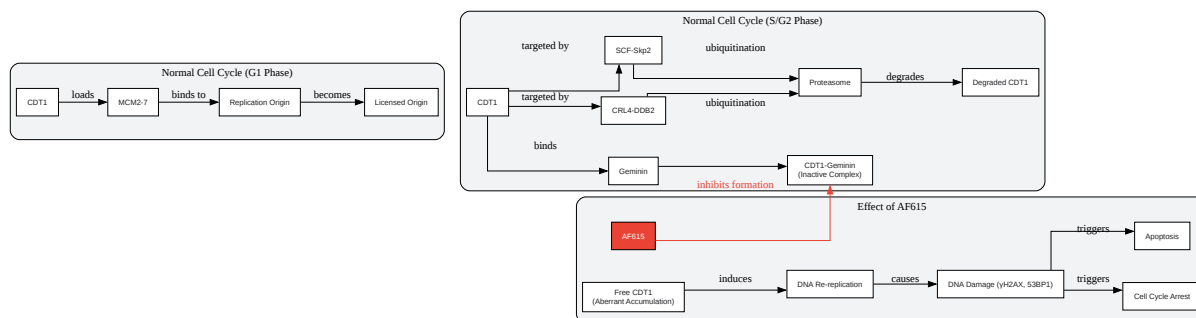 Normal Cell Cycle (G1 Phase)
CDT1
loads
MCM2-7
binds to
Replication Origin
becomes
Licensed Origin
Normal Cell Cycle (S/G2 Phase)
CDT1
targeted by
SCF-Skp2
ubiquitination
targeted by
CRL4-DDB2
ubiquitination
Proteasome
degrades
Degraded CDT1
binds
Geminin
CDT1-Geminin
(Inactive Complex)
inhibits formation
Effect of AF615
AF615
Free CDT1
(Aberrant Accumulation)
induces
DNA Re-replication
causes
DNA Damage (γH2AX, 53BP1)
triggers
Apoptosis
triggers
Cell Cycle Arrest